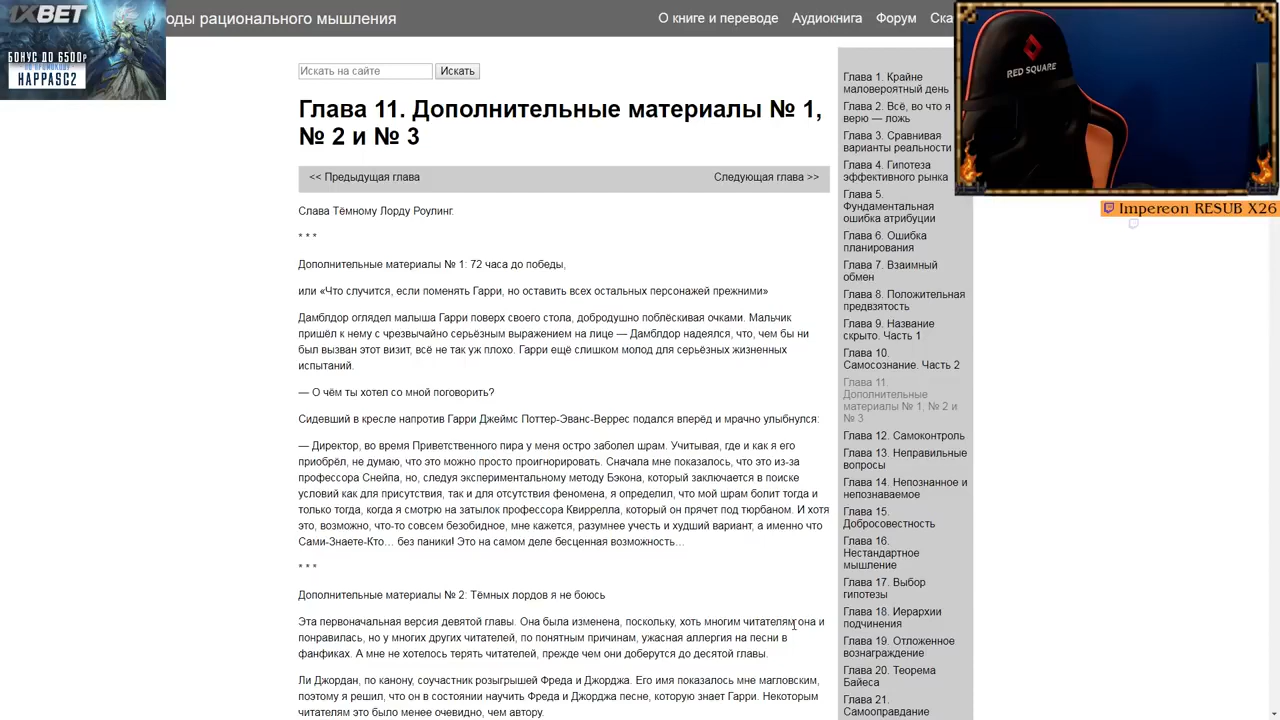 1XBET
БОНУС ДО 6500р
ПО ПРОМОКОДУ
HAPPASC2
оды рационального мышления
О книге и переводе Аудиокнига Форум Ска
RED SQUARE
Impereon RESUB X26
Искать на сайте Искать
Глава 11. Дополнительные материалы № 1,
№ 2 и № 3
<< Предыдущая глава Следующая глава >>
Слава Тёмному Лорду Роулинг.
* * *
Дополнительные материалы № 1: 72 часа до победы,
или «Что случится, если поменять Гарри, но оставить всех остальных персонажей прежними»
Дамблдор оглядел малыша Гарри поверх своего стола, добродушно поблёскивая очками. Мальчик
пришёл к нему с чрезвычайно серьёзным выражением на лице — Дамблдор надеялся, что, чем бы ни
был вызван этот визит, всё не так уж плохо. Гарри ещё слишком молод для серьёзных жизненных
испытаний.
— О чём ты хотел со мной поговорить?
Сидевший в кресле напротив Гарри Джеймс Поттер-Эванс-Веррес подался вперёд и мрачно улыбнулся:
— Директор, во время Приветственного пира у меня остро заболел шрам. Учитывая, где и как я его
приобрёл, не думаю, что это можно просто проигнорировать. Сначала мне показалось, что это из-за
профессора Снейпа, но, следуя экспериментальному методу Бэкона, который заключается в поиске
условий как для присутствия, так и для отсутствия феномена, я определил, что мой шрам болит тогда и
только тогда, когда я смотрю на затылок профессора Квиррелла, который он прячет под тюрбаном. И хотя
это, возможно, что-то совсем безобидное, мне кажется, разумнее учесть и худший вариант, а именно что
Сами-Знаете-Кто… без паники! Это на самом деле бесценная возможность…
* * *
Дополнительные материалы № 2: Тёмных лордов я не боюсь
Эта первоначальная версия девятой главы. Она была изменена, поскольку, хоть многим читателям она и
понравилась, но у многих других читателей, по понятным причинам, ужасная аллергия на песни в
фанфиках. А мне не хотелось терять читателей, прежде чем они доберутся до десятой главы.
Ли Джордан, по канону, соучастник розыгрышей Фреда и Джорджа. Его имя показалось мне магловским,
поэтому я решил, что он в состоянии научить Фреда и Джорджа песне, которую знает Гарри. Некоторым
читателям это было менее очевидно, чем автору.
Глава 1. Крайне
маловероятный день
Глава 2. Всё, во что я
верю — ложь
Глава 3. Сравнивая
варианты реальности
Глава 4. Гипотеза
эффективного рынка
Глава 5.
Фундаментальная
ошибка атрибуции
Глава 6. Ошибка
планирования
Глава 7. Взаимный
обмен
Глава 8. Положительная
предвзятость
Глава 9. Название
скрыто. Часть 1
Глава 10.
Самосознание. Часть 2
Глава 11.
Дополнительные
материалы № 1, № 2 и
№ 3
Глава 12. Самоконтроль
Глава 13. Неправильные
вопросы
Глава 14. Непознанное и
непознаваемое
Глава 15.
Добросовестность
Глава 16.
Нестандартное
мышление
Глава 17. Выбор
гипотезы
Глава 18. Иерархии
подчинения
Глава 19. Отложенное
вознаграждение
Глава 20. Теорема
Байеса
Глава 21.
Самооправдание